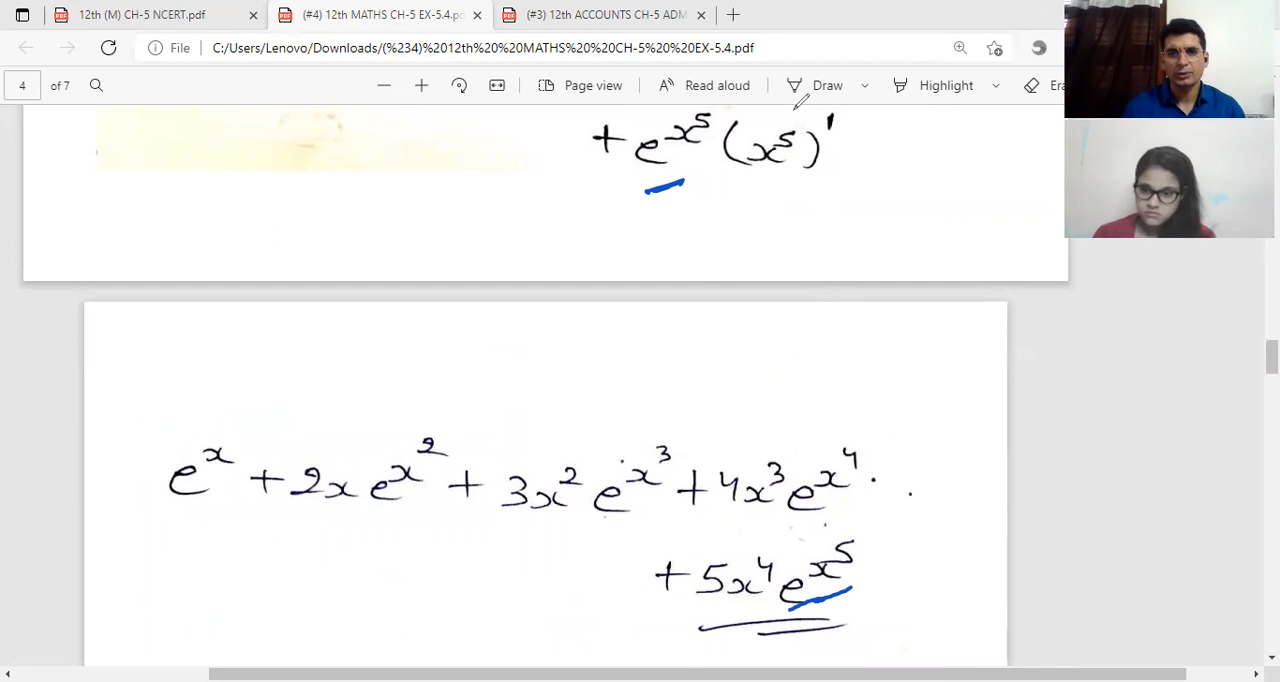 12th (M) CH-5 NCERT.pdf
(#4) 12th MATHS CH-5 EX-5.4.po
(#3) 12th ACCOUNTS CH-5 ADM
File C:/Users/Lenovo/Downloads/(%234)%2012th%20%20MATHS%20%20CH-5%20%20EX-5.4.pdf
4 of 7 Page view Read aloud Draw Highlight Era
+ e^{x^5} (x^5)'
e^x + 2x e^{x^2} + 3x^2 e^{x^3} + 4x^3 e^{x^4} .
+ 5x^4 e^{x^5}